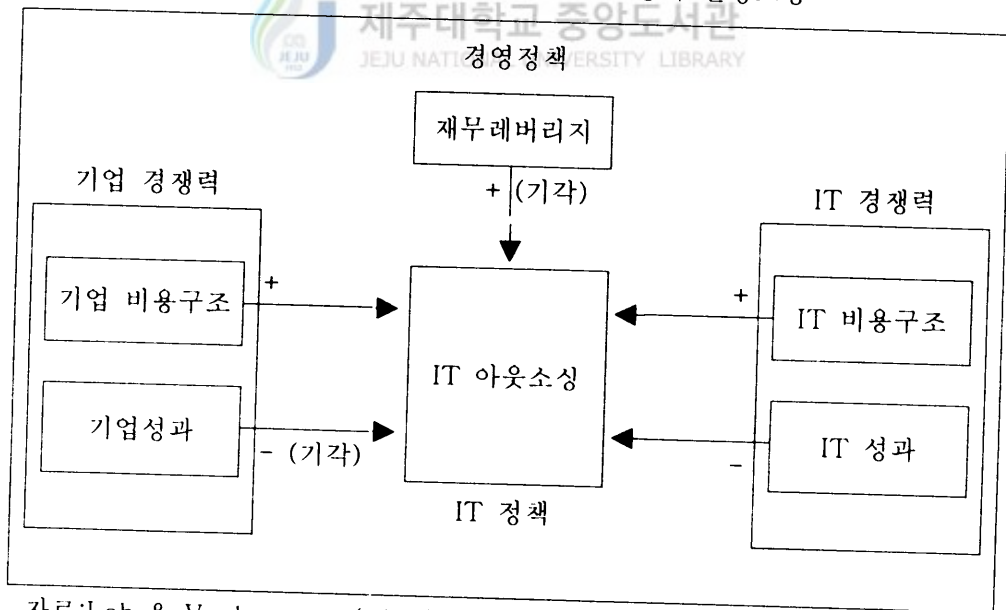 제주대학교 중앙도서관
JEJU NATIONAL UNIVERSITY LIBRARY
경영정책
재무레버리지
+ (기각)
기업 경쟁력
IT 경쟁력
기업 비용구조
+
+
IT 비용구조
IT 아웃소싱
기업성과
- (기각)
-
IT 성과
IT 정책